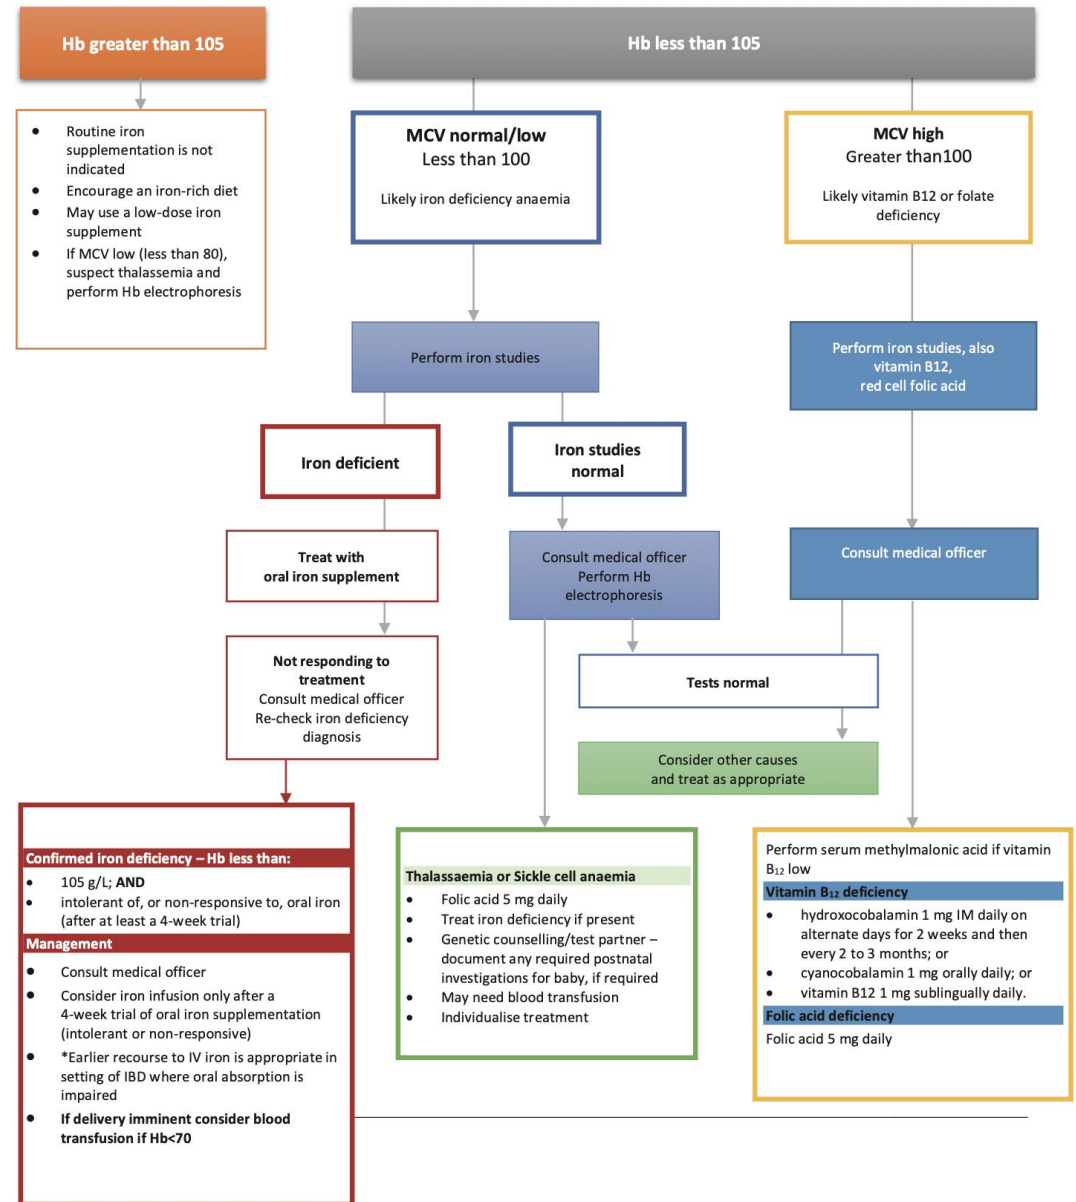 Hb greater than 105
Hb less than 105
• Routine iron
supplementation is not
indicated
• Encourage an iron-rich diet
• May use a low-dose iron
supplement
• If MCV low (less than 80),
suspect thalassemia and
perform Hb electrophoresis
MCV normal/low
Less than 100
Likely iron deficiency anaemia
MCV high
Greater than100
Likely vitamin B12 or folate
deficiency
Perform iron studies
Perform iron studies, also
vitamin B12,
red cell folic acid
Iron deficient
Iron studies
normal
Treat with
oral iron supplement
Consult medical officer
Perform Hb
electrophoresis
Consult medical officer
Not responding to
treatment
Consult medical officer
Re-check iron deficiency
diagnosis
Tests normal
Consider other causes
and treat as appropriate
Confirmed iron deficiency – Hb less than:
• 105 g/L; AND
• intolerant of, or non-responsive to, oral iron
(after at least a 4-week trial)
Management
• Consult medical officer
• Consider iron infusion only after a
4-week trial of oral iron supplementation
(intolerant or non-responsive)
• *Earlier recourse to IV iron is appropriate in
setting of IBD where oral absorption is
impaired
• If delivery imminent consider blood
transfusion if Hb<70
Thalassaemia or Sickle cell anaemia
• Folic acid 5 mg daily
• Treat iron deficiency if present
• Genetic counselling/test partner –
document any required postnatal
investigations for baby, if required
• May need blood transfusion
• Individualise treatment
Perform serum methylmalonic acid if vitamin
B₁₂ low
Vitamin B₁₂ deficiency
• hydroxocobalamin 1 mg IM daily on
alternate days for 2 weeks and then
every 2 to 3 months; or
• cyanocobalamin 1 mg orally daily; or
• vitamin B12 1 mg sublingually daily.
Folic acid deficiency
Folic acid 5 mg daily